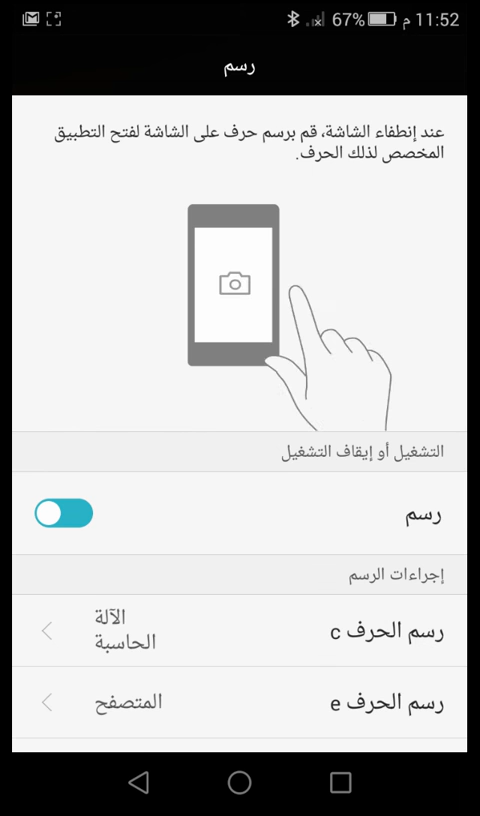 11:52 م 67%
رسم
عند إنطفاء الشاشة، قم برسم حرف على الشاشة لفتح التطبيق
المخصص لذلك الحرف.
التشغيل أو إيقاف التشغيل
رسم
إجراءات الرسم
رسم الحرف c
الآلة
الحاسبة
رسم الحرف e
المتصفح